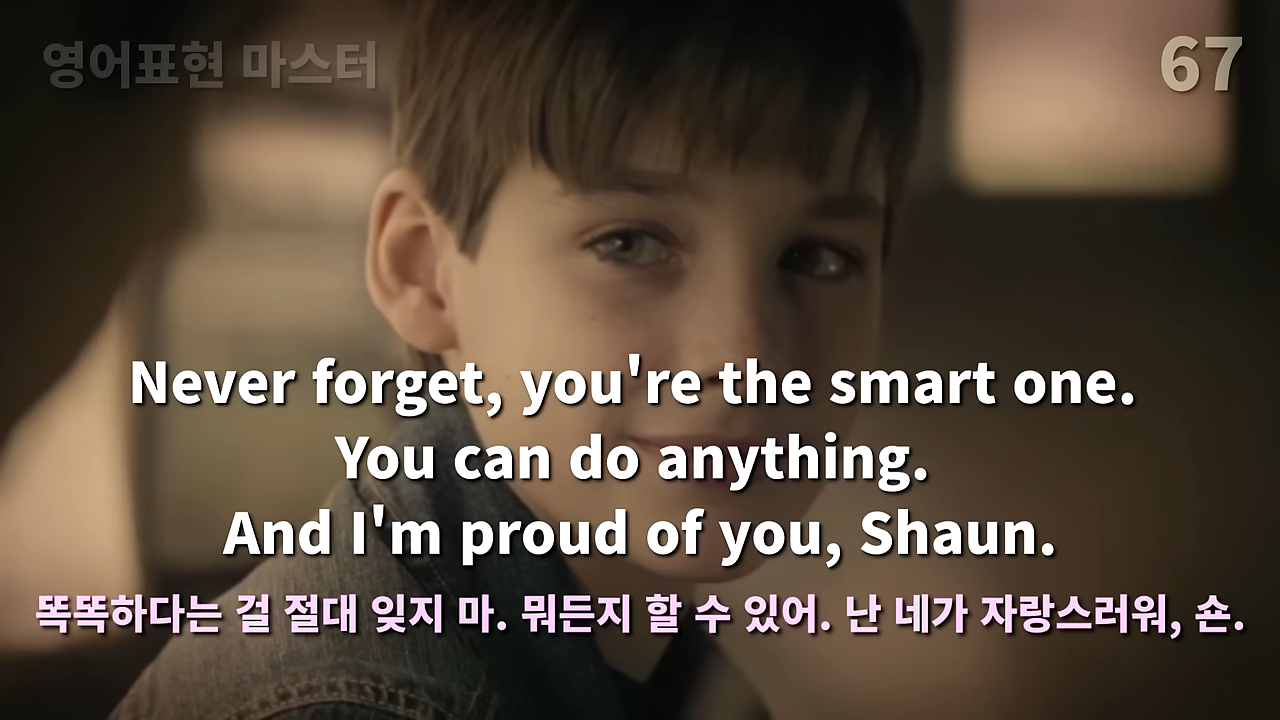 영어표현 마스터
67
Never forget, you're the smart one.
You can do anything.
And I'm proud of you, Shaun.
똑똑하다는 걸 절대 잊지 마. 뭐든지 할 수 있어. 난 네가 자랑스러워, 숀.